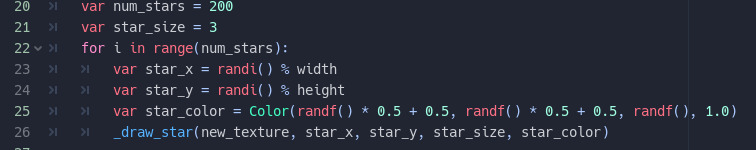 20 var num_stars = 200
21 var star_size = 3
22 for i in range(num_stars):
23 var star_x = randi() % width
24 var star_y = randi() % height
25 var star_color = Color(randf() * 0.5 + 0.5, randf() * 0.5 + 0.5, randf(), 1.0)
26 _draw_star(new_texture, star_x, star_y, star_size, star_color)